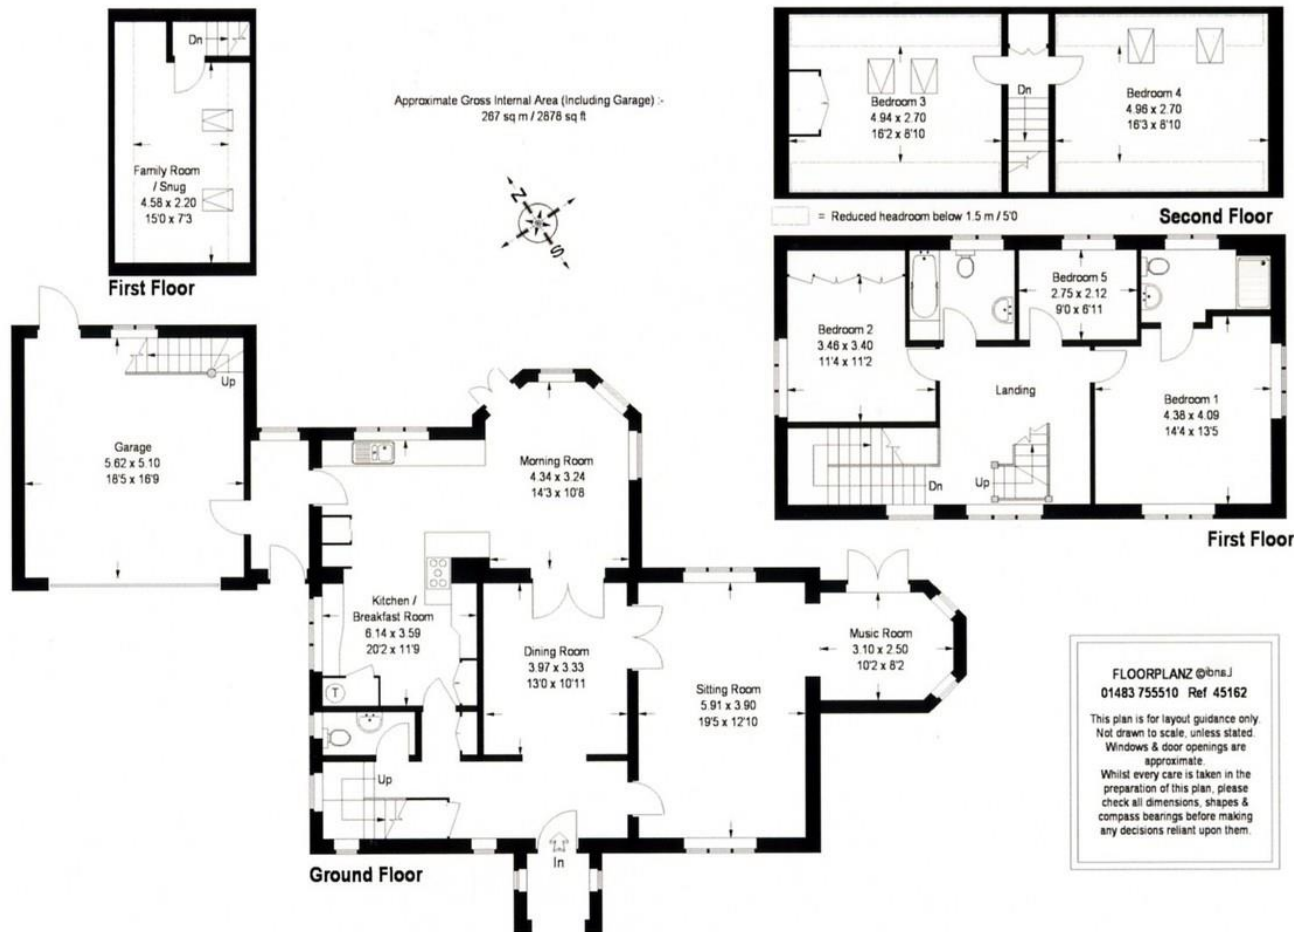 Dn
Family Room
/ Snug
4.58 x 2.20
15'0 x 7'3
First Floor
Approximate Gross Internal Area (Including Garage) :-
267 sq m / 2878 sq ft
N
S
Bedroom 3
4.94 x 2.70
16'2 x 8'10
Dn
Bedroom 4
4.96 x 2.70
16'3 x 8'10
= Reduced headroom below 1.5 m / 5'0
Second Floor
Bedroom 2
3.46 x 3.40
11'4 x 11'2
Bedroom 5
2.75 x 2.12
9'0 x 6'11
Landing
Bedroom 1
4.38 x 4.09
14'4 x 13'5
Dn
Up
First Floor
Up
Garage
5.62 x 5.10
18'5 x 16'9
Morning Room
4.34 x 3.24
14'3 x 10'8
Kitchen /
Breakfast Room
6.14 x 3.59
20'2 x 11'9
T
Dining Room
3.97 x 3.33
13'0 x 10'11
Sitting Room
5.91 x 3.90
19'5 x 12'10
Music Room
3.10 x 2.50
10'2 x 8'2
Up
In
Ground Floor
FLOORPLANZ ©
01483 755510 Ref 45162
This plan is for layout guidance only.
Not drawn to scale, unless stated.
Windows & door openings are
approximate.
Whilst every care is taken in the
preparation of this plan, please
check all dimensions, shapes &
compass bearings before making
any decisions reliant upon them.